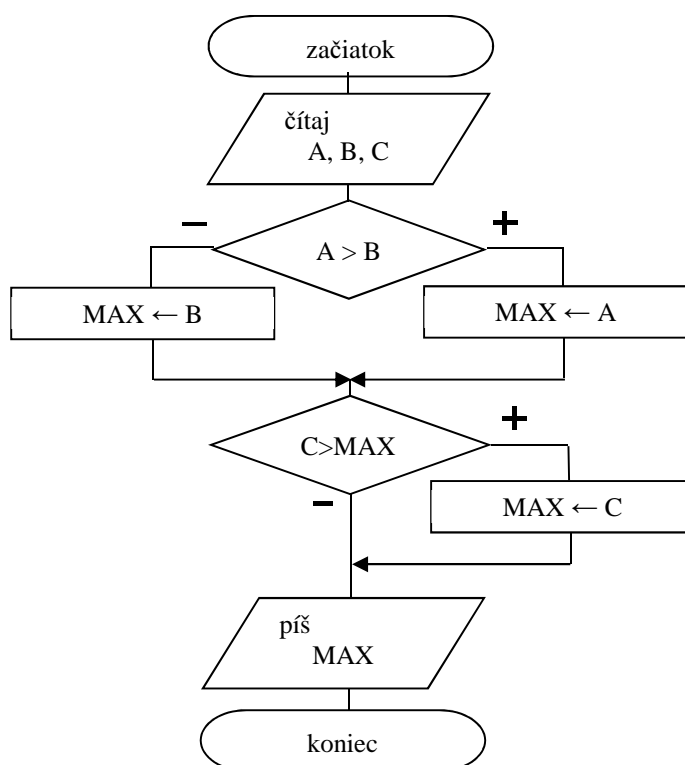 začiatok
čítaj
A, B, C
− +
A > B
MAX ← B
MAX ← A
+
C>MAX
−
MAX ← C
píš
MAX
koniec